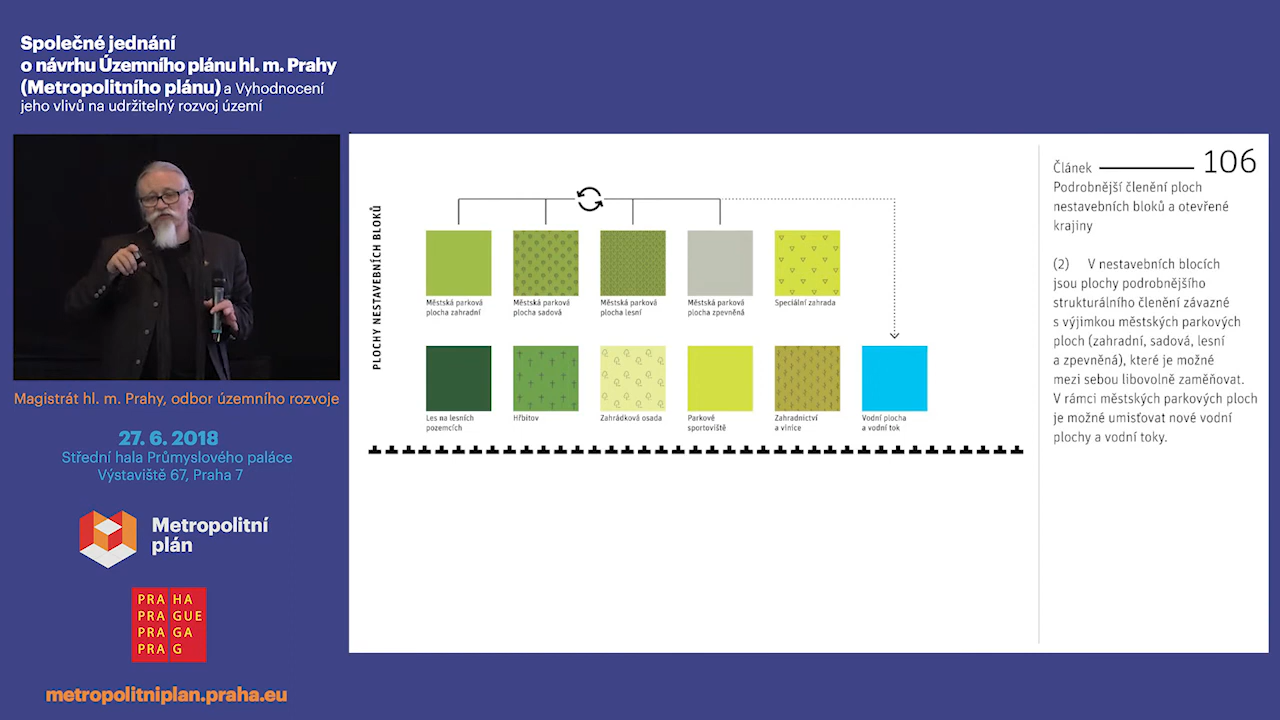 Společné jednání
o návrhu Územního plánu hl. m. Prahy
(Metropolitního plánu) a Vyhodnocení
jeho vlivů na udržitelný rozvoj území
Magistrát hl. m. Prahy, odbor územního rozvoje
27. 6. 2018
Střední hala Průmyslového paláce
Výstaviště 67, Praha 7
Metropolitní
plán
PRA HA
PRA GUE
PRA GA
PRA G
metropolitniplan.praha.eu
PLOCHY NESTAVEBNÍCH BLOKŮ
Městská parková
plocha zahradní
Městská parková
plocha sadová
Městská parková
plocha lesní
Městská parková
plocha zpevněná
Speciální zahrada
Les na lesních
pozemcích
Hřbitov
Zahrádková osada
Parkové
sportoviště
Zahradnictví
a vinice
Vodní plocha
a vodní tok
Článek 106
Podrobnější členění ploch
nestavebních bloků a otevřené
krajiny
(2) V nestavebních blocích
jsou plochy podrobnějšího
strukturálního členění závazné
s výjimkou městských parkových
ploch (zahradní, sadová, lesní
a zpevněná), které je možné
mezi sebou libovolně zaměňovat.
V rámci městských parkových ploch
je možné umisťovat nové vodní
plochy a vodní toky.